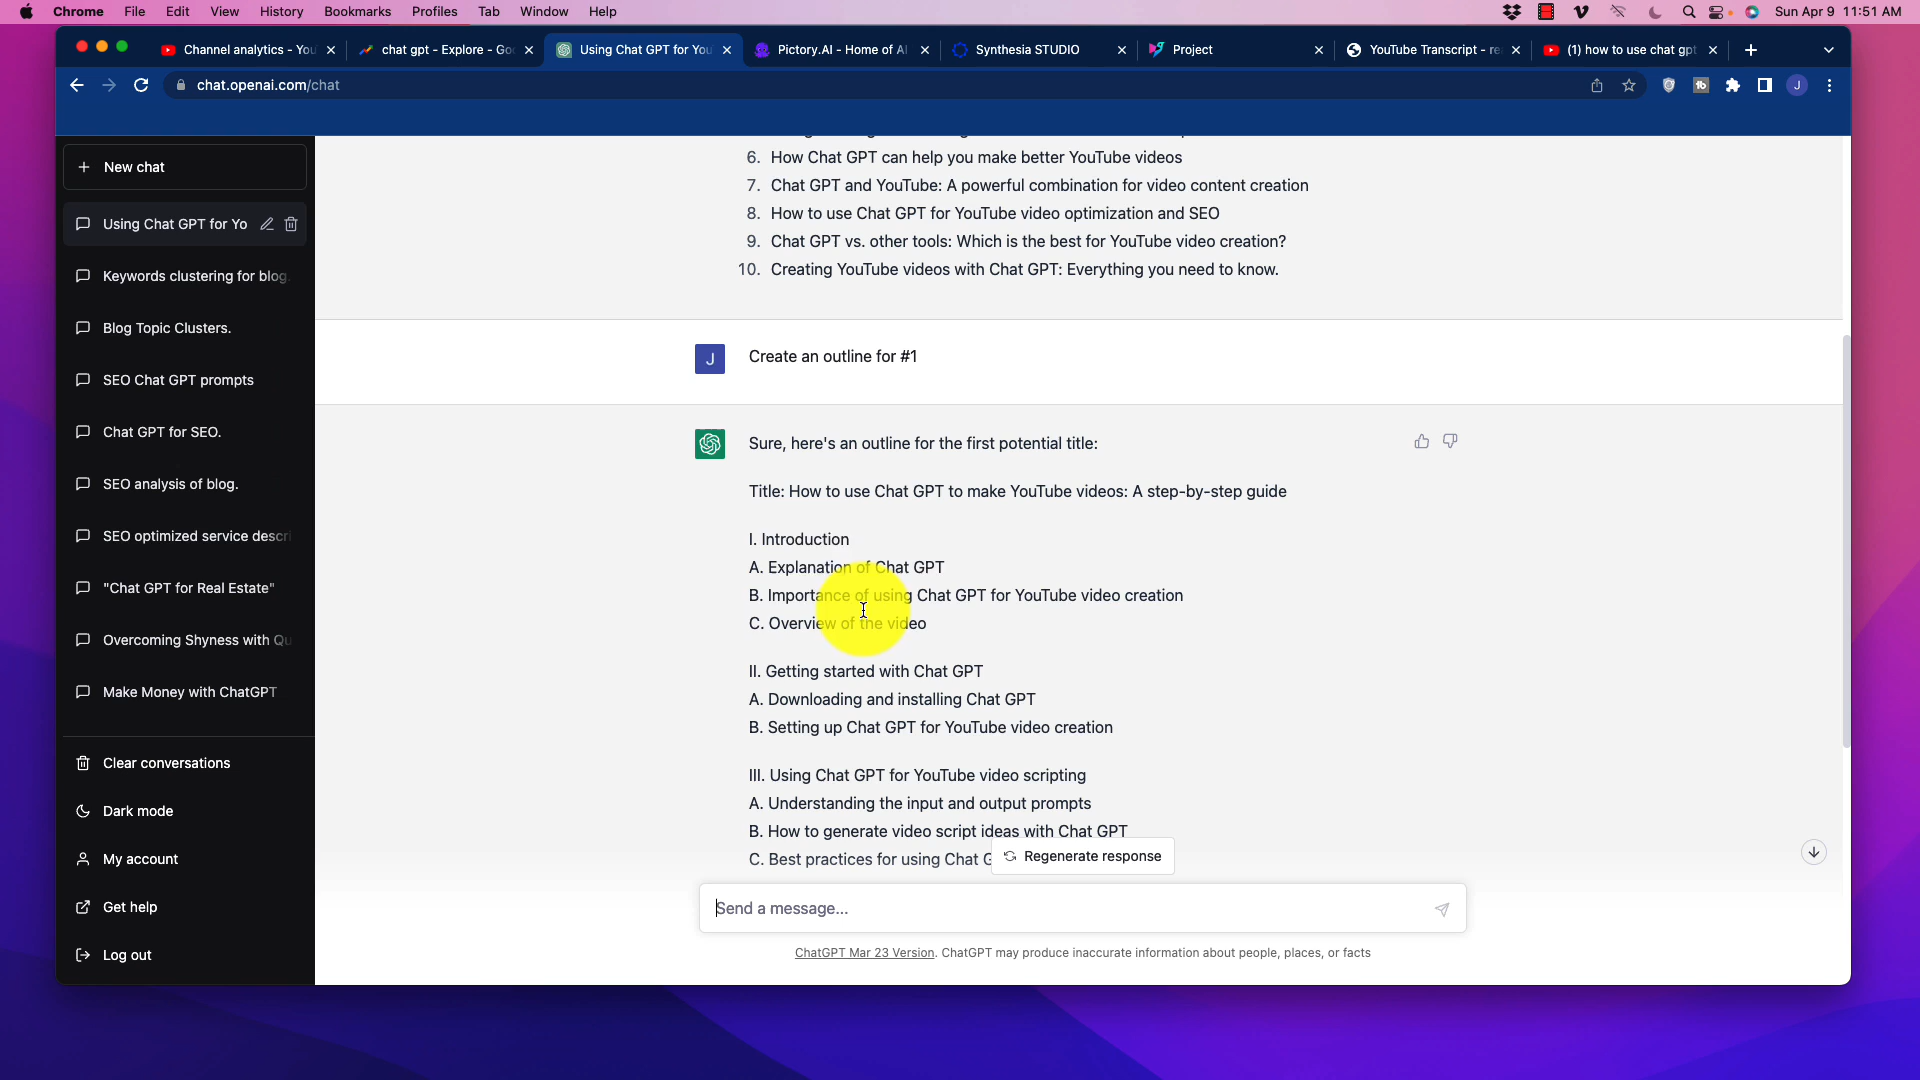 Chrome File Edit View History Bookmarks Profiles Tab Window Help Sun Apr 9 11:51 AM
Channel analytics - You chat gpt - Explore - Goo Using Chat GPT for You Pictory.AI - Home of AI Synthesia STUDIO Project YouTube Transcript - re (1) how to use chat gpt
chat.openai.com/chat tb J
New chat
Using Chat GPT for Yo
Keywords clustering for blog.
Blog Topic Clusters.
SEO Chat GPT prompts
Chat GPT for SEO.
SEO analysis of blog.
SEO optimized service descri
"Chat GPT for Real Estate"
Overcoming Shyness with Qu
Make Money with ChatGPT
Clear conversations
Dark mode
My account
Get help
Log out
6. How Chat GPT can help you make better YouTube videos
7. Chat GPT and YouTube: A powerful combination for video content creation
8. How to use Chat GPT for YouTube video optimization and SEO
9. Chat GPT vs. other tools: Which is the best for YouTube video creation?
10. Creating YouTube videos with Chat GPT: Everything you need to know.
J Create an outline for #1
Sure, here's an outline for the first potential title:
Title: How to use Chat GPT to make YouTube videos: A step-by-step guide
I. Introduction
A. Explanation of Chat GPT
B. Importance of using Chat GPT for YouTube video creation
C. Overview of the video
II. Getting started with Chat GPT
A. Downloading and installing Chat GPT
B. Setting up Chat GPT for YouTube video creation
III. Using Chat GPT for YouTube video scripting
A. Understanding the input and output prompts
B. How to generate video script ideas with Chat GPT
C. Best practices for using Chat G
Regenerate response
Send a message...
ChatGPT Mar 23 Version. ChatGPT may produce inaccurate information about people, places, or facts